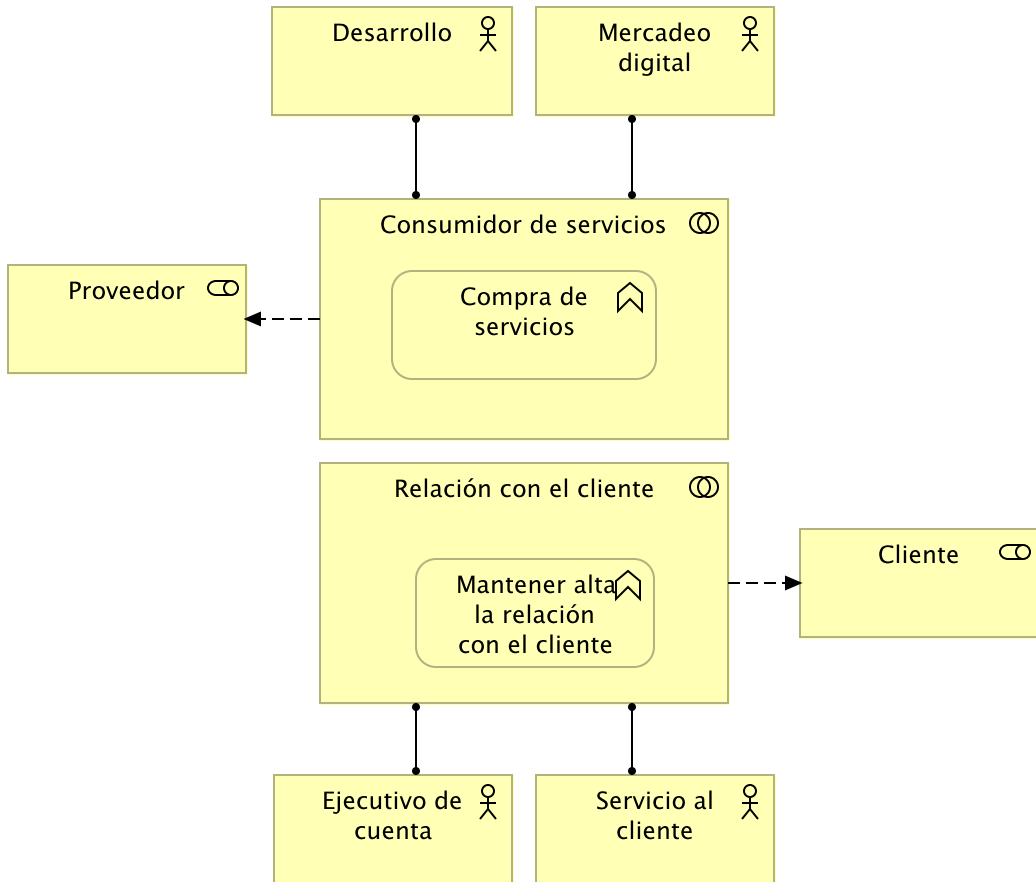 Desarrollo
Mercadeo
digital
Consumidor de servicios
Compra de
servicios
Proveedor
Relación con el cliente
Mantener alta
la relación
con el cliente
Cliente
Ejecutivo de
cuenta
Servicio al
cliente